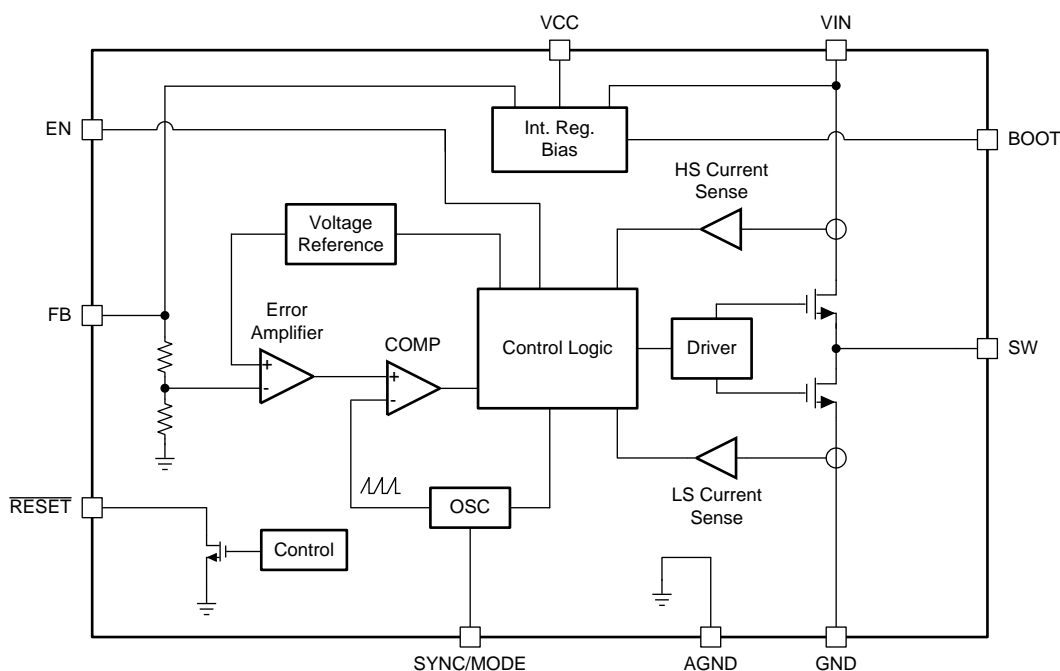 VCC
VIN
EN
Int. Reg.
Bias
BOOT
HS Current
Sense
Voltage
Reference
FB
Error
Amplifier
COMP
+
-
+
-
Control Logic
Driver
SW
LS Current
Sense
OSC
RESET
Control
SYNC/MODE
AGND
GND